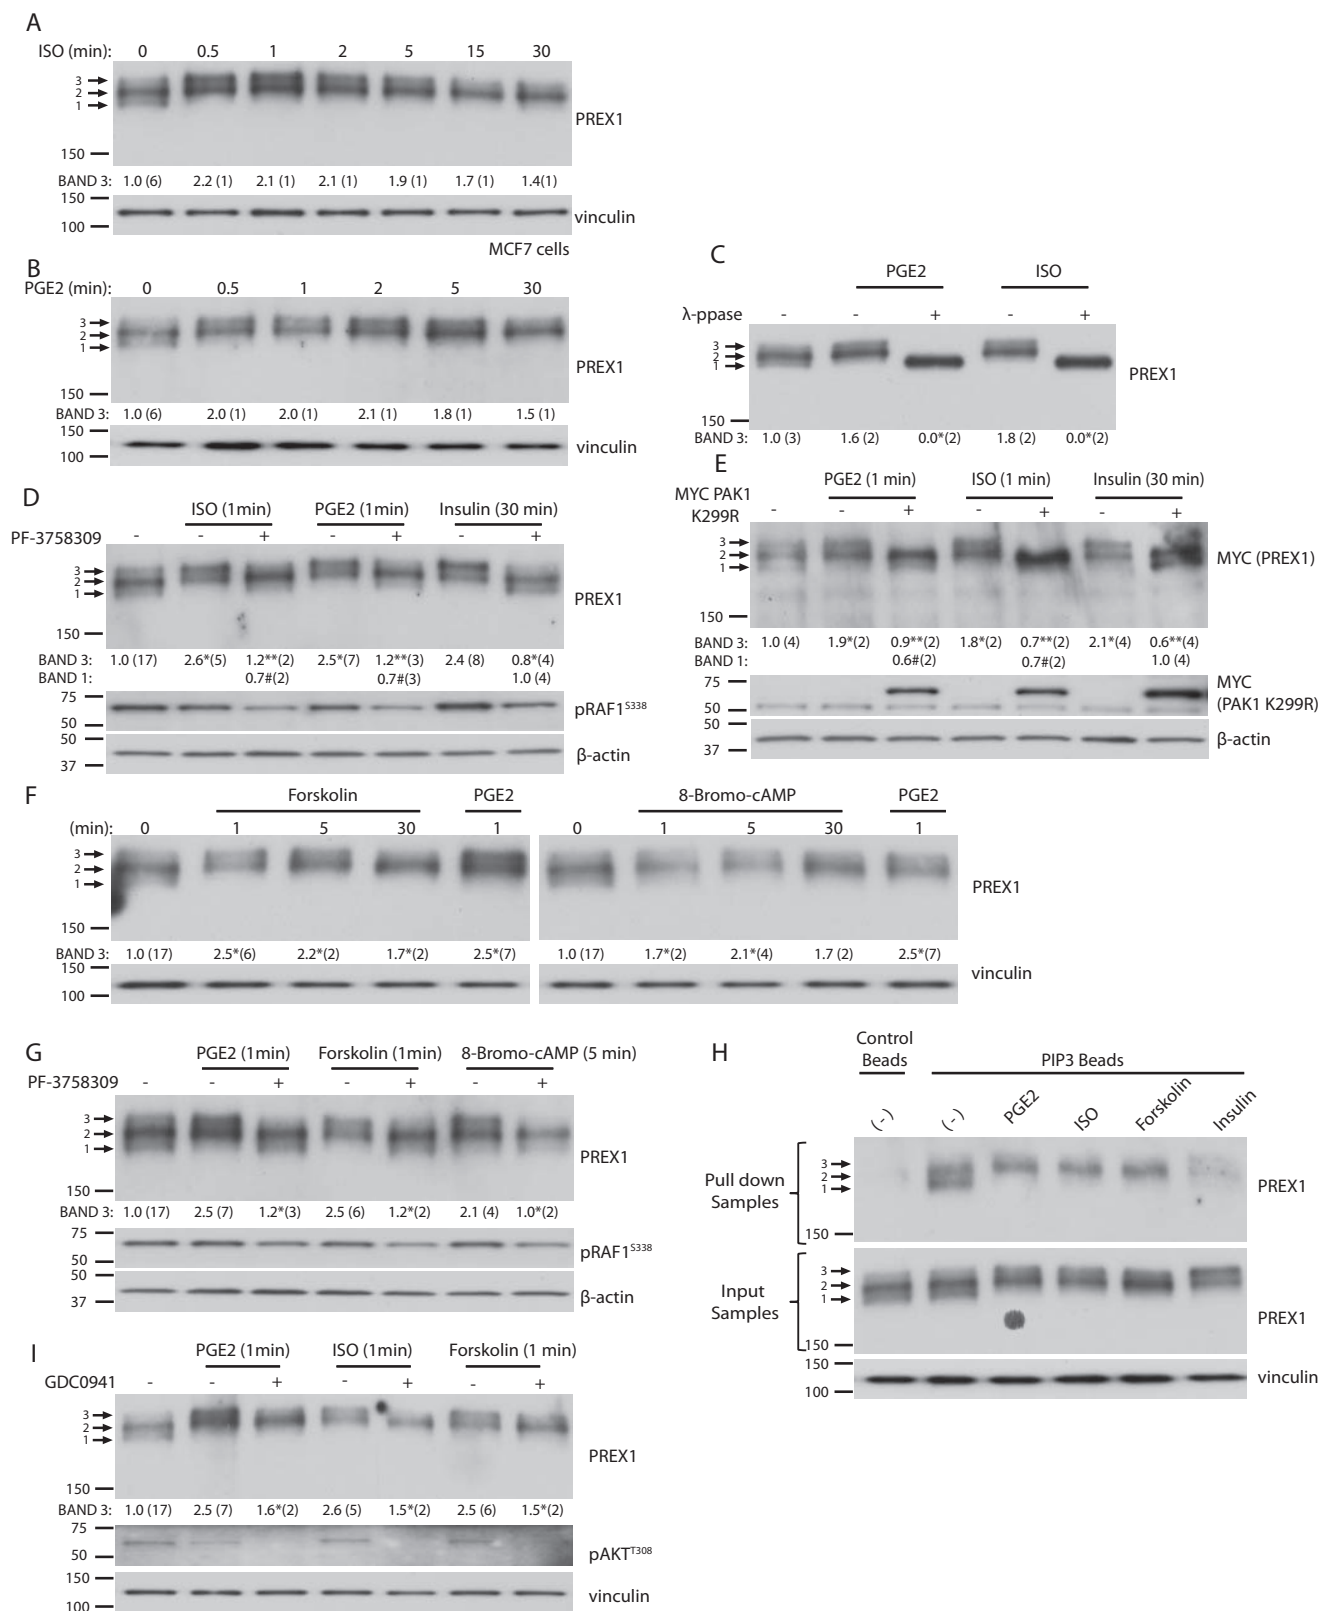 A
ISO (min): 0 0.5 1 2 5 15 30
3
2
1
PREX1
150
BAND 3: 1.0 (6) 2.2 (1) 2.1 (1) 2.1 (1) 1.9 (1) 1.7 (1) 1.4(1)
150
vinculin
100
MCF7 cells
B
PGE2 (min): 0 0.5 1 2 5 30
3
2
1
PREX1
150
BAND 3: 1.0 (6) 2.0 (1) 2.0 (1) 2.1 (1) 1.8 (1) 1.5 (1)
150
vinculin
100
C
PGE2 ISO
λ-ppase - - + - +
3
2
1
PREX1
150
BAND 3: 1.0 (3) 1.6 (2) 0.0*(2) 1.8 (2) 0.0*(2)
D
ISO (1min) PGE2 (1min) Insulin (30 min)
PF-3758309 - - + - + - +
3
2
1
PREX1
150
BAND 3: 1.0 (17) 2.6*(5) 1.2**(2) 2.5*(7) 1.2**(3) 2.4 (8) 0.8*(4)
BAND 1: 0.7#(2) 0.7#(3) 1.0 (4)
75
pRAF1S338
50
50
β-actin
37
E
PGE2 (1 min) ISO (1 min) Insulin (30 min)
MYC PAK1
K299R - - + - + - +
3
2
1
MYC (PREX1)
150
BAND 3: 1.0 (4) 1.9*(2) 0.9**(2) 1.8*(2) 0.7**(2) 2.1*(4) 0.6**(4)
BAND 1: 0.6#(2) 0.7#(2) 1.0 (4)
75
MYC
(PAK1 K299R)
50
50
β-actin
37
F
Forskolin PGE2 8-Bromo-cAMP PGE2
(min): 0 1 5 30 1 0 1 5 30 1
3
2
1
PREX1
150
BAND 3: 1.0 (17) 2.5*(6) 2.2*(2) 1.7*(2) 2.5*(7) 1.0 (17) 1.7*(2) 2.1*(4) 1.7 (2) 2.5*(7)
150
vinculin
100
G
PGE2 (1min) Forskolin (1min) 8-Bromo-cAMP (5 min)
PF-3758309 - - + - + - +
3
2
1
PREX1
150
BAND 3: 1.0 (17) 2.5 (7) 1.2*(3) 2.5 (6) 1.2*(2) 2.1 (4) 1.0*(2)
75
pRAF1S338
50
50
β-actin
37
H
Control
Beads PIP3 Beads
(-) (-) PGE2 ISO Forskolin Insulin
Pull down
Samples
3
2
1
PREX1
150
Input
Samples
3
2
1
PREX1
150
150
vinculin
100
I
PGE2 (1min) ISO (1min) Forskolin (1 min)
GDC0941 - - + - + - +
3
2
1
PREX1
150
BAND 3: 1.0 (17) 2.5 (7) 1.6*(2) 2.6 (5) 1.5*(2) 2.5 (6) 1.5*(2)
75
pAKTT308
50
150
vinculin
100